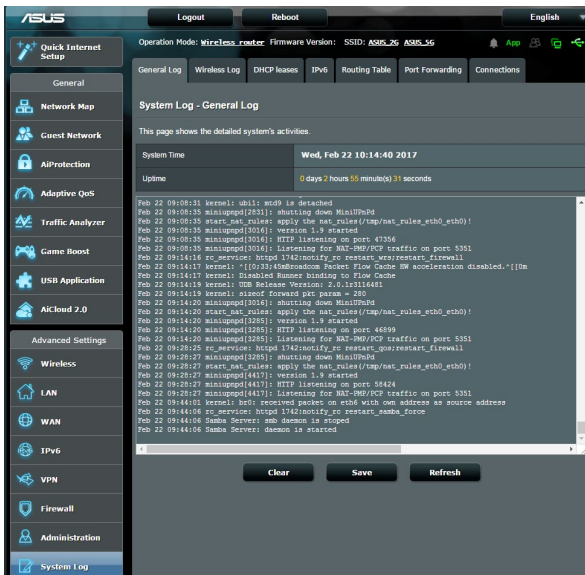 ASUS
Logout
Reboot
English
Quick Internet Setup
Operation Mode: Wireless router Firmware Version: SSID: ASUS_2G ASUS_5G
App
General
General Log
Wireless Log
DHCP leases
IPv6
Routing Table
Port Forwarding
Connections
Network Map
Guest Network
AiProtection
Adaptive QoS
Traffic Analyzer
Game Boost
USB Application
AiCloud 2.0
Advanced Settings
Wireless
LAN
WAN
IPv6
VPN
Firewall
Administration
System Log
System Log - General Log
This page shows the detailed system's activities.
System Time
Wed, Feb 22 10:14:40 2017
Uptime
0 days 2 hours 55 minute(s) 31 seconds
Feb 22 09:08:31 kernel: ubi1: mtd9 is detached
Feb 22 09:08:35 miniupnpd[2831]: shutting down MiniUPnPd
Feb 22 09:08:35 start_nat_rules: apply the nat_rules(/tmp/nat_rules_eth0_eth0)!
Feb 22 09:08:35 miniupnpd[3016]: version 1.9 started
Feb 22 09:08:35 miniupnpd[3016]: HTTP listening on port 47356
Feb 22 09:08:35 miniupnpd[3016]: Listening for NAT-PMP/PCP traffic on port 5351
Feb 22 09:14:16 rc_service: httpd 1742:notify_rc restart_wrs;restart_firewall
Feb 22 09:14:17 kernel: ^[[0;33;45mBroadcom Packet Flow Cache HW acceleration disabled.^[[0m
Feb 22 09:14:17 kernel: Disabled Runner binding to Flow Cache
Feb 22 09:14:19 kernel: UDB Release Version: 2.0.1r3116481
Feb 22 09:14:19 kernel: sizeof forward pkt param = 280
Feb 22 09:14:20 miniupnpd[3016]: shutting down MiniUPnPd
Feb 22 09:14:20 start_nat_rules: apply the nat_rules(/tmp/nat_rules_eth0_eth0)!
Feb 22 09:14:20 miniupnpd[3285]: version 1.9 started
Feb 22 09:14:20 miniupnpd[3285]: HTTP listening on port 46899
Feb 22 09:14:20 miniupnpd[3285]: Listening for NAT-PMP/PCP traffic on port 5351
Feb 22 09:28:25 rc_service: httpd 1742:notify_rc restart_qos;restart_firewall
Feb 22 09:28:27 miniupnpd[3285]: shutting down MiniUPnPd
Feb 22 09:28:27 start_nat_rules: apply the nat_rules(/tmp/nat_rules_eth0_eth0)!
Feb 22 09:28:27 miniupnpd[4417]: version 1.9 started
Feb 22 09:28:27 miniupnpd[4417]: HTTP listening on port 58424
Feb 22 09:28:27 miniupnpd[4417]: Listening for NAT-PMP/PCP traffic on port 5351
Feb 22 09:44:01 kernel: br0: received packet on eth6 with own address as source address
Feb 22 09:44:06 rc_service: httpd 1742:notify_rc restart_samba_force
Feb 22 09:44:06 Samba Server: smb daemon is stoped
Feb 22 09:44:06 Samba Server: daemon is started
Clear
Save
Refresh